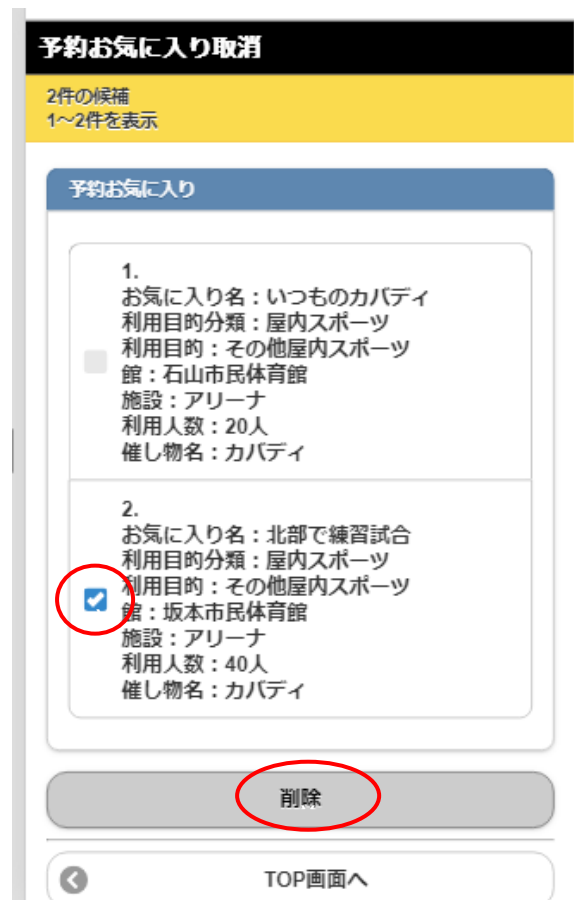 予約お気に入り取消
2件の候補
1～2件を表示
予約お気に入り
1.
お気に入り名：いつものカバディ
利用目的分類：屋内スポーツ
利用目的：その他屋内スポーツ
館：石山市民体育館
施設：アリーナ
利用人数：20人
催し物名：カバディ
2.
お気に入り名：北部で練習試合
利用目的分類：屋内スポーツ
利用目的：その他屋内スポーツ
館：坂本市民体育館
施設：アリーナ
利用人数：40人
催し物名：カバディ
削除
TOP画面へ